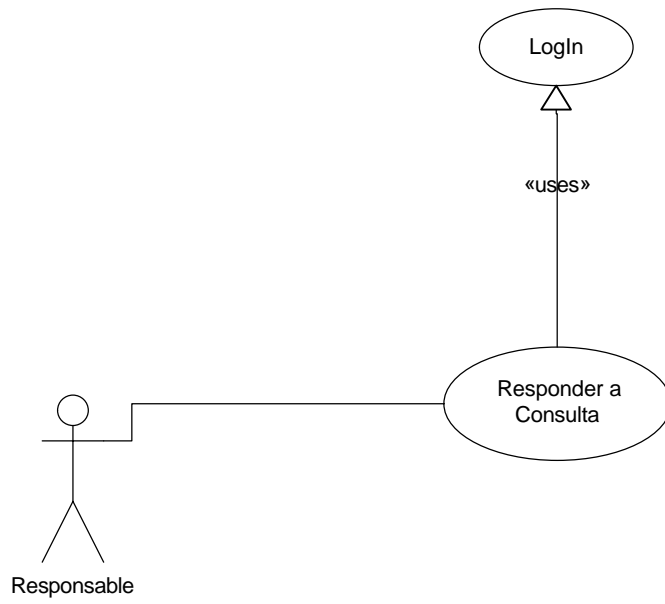 LogIn
«uses»
Responder a
Consulta
Responsable